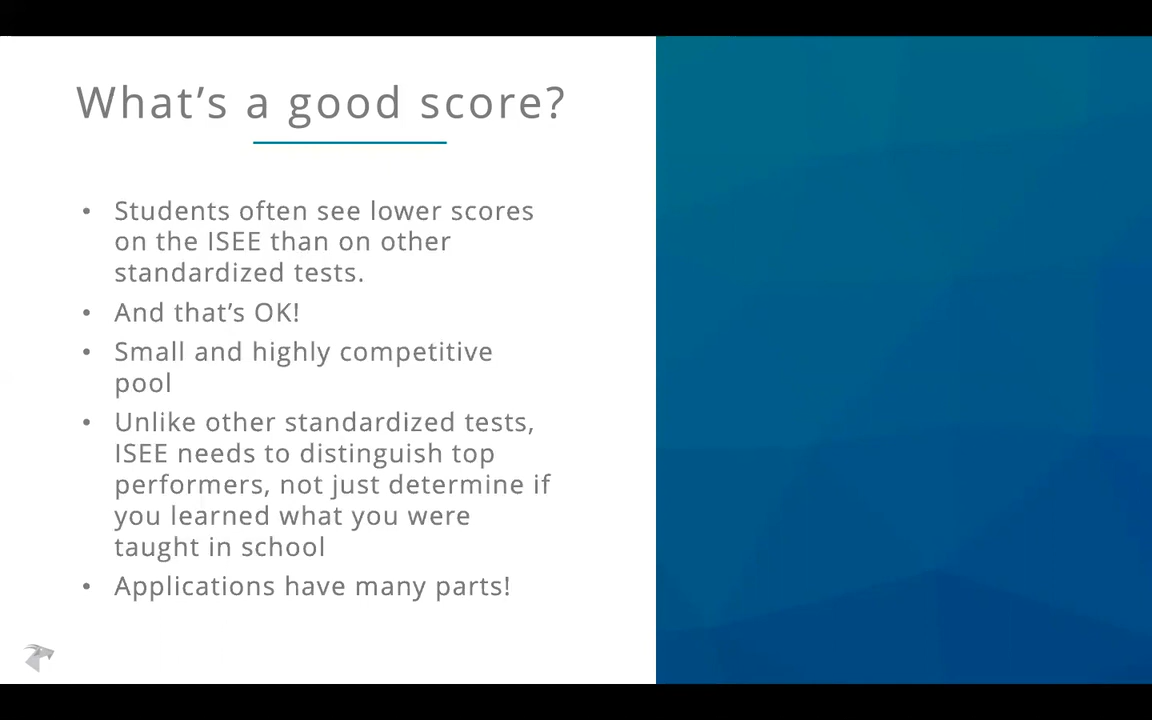 What’s a good score?
• Students often see lower scores
on the ISEE than on other
standardized tests.
• And that’s OK!
• Small and highly competitive
pool
• Unlike other standardized tests,
ISEE needs to distinguish top
performers, not just determine if
you learned what you were
taught in school
• Applications have many parts!